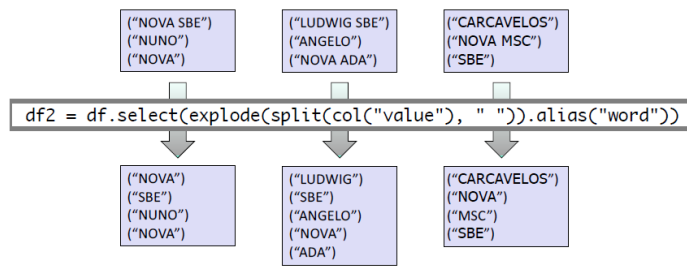 (“NOVA SBE”)
(“NUNO”)
(“NOVA”)
(“LUDWIG SBE”)
(“ANGELO”)
(“NOVA ADA”)
(“CARCAVELOS”)
(“NOVA MSC”)
(“SBE”)
df2 = df.select(explode(split(col("value"), " ")).alias("word"))
(“NOVA”)
(“SBE”)
(“NUNO”)
(“NOVA”)
(“LUDWIG”)
(“SBE”)
(“ANGELO”)
(“NOVA”)
(“ADA”)
(“CARCAVELOS”)
(“NOVA”)
(“MSC”)
(“SBE”)